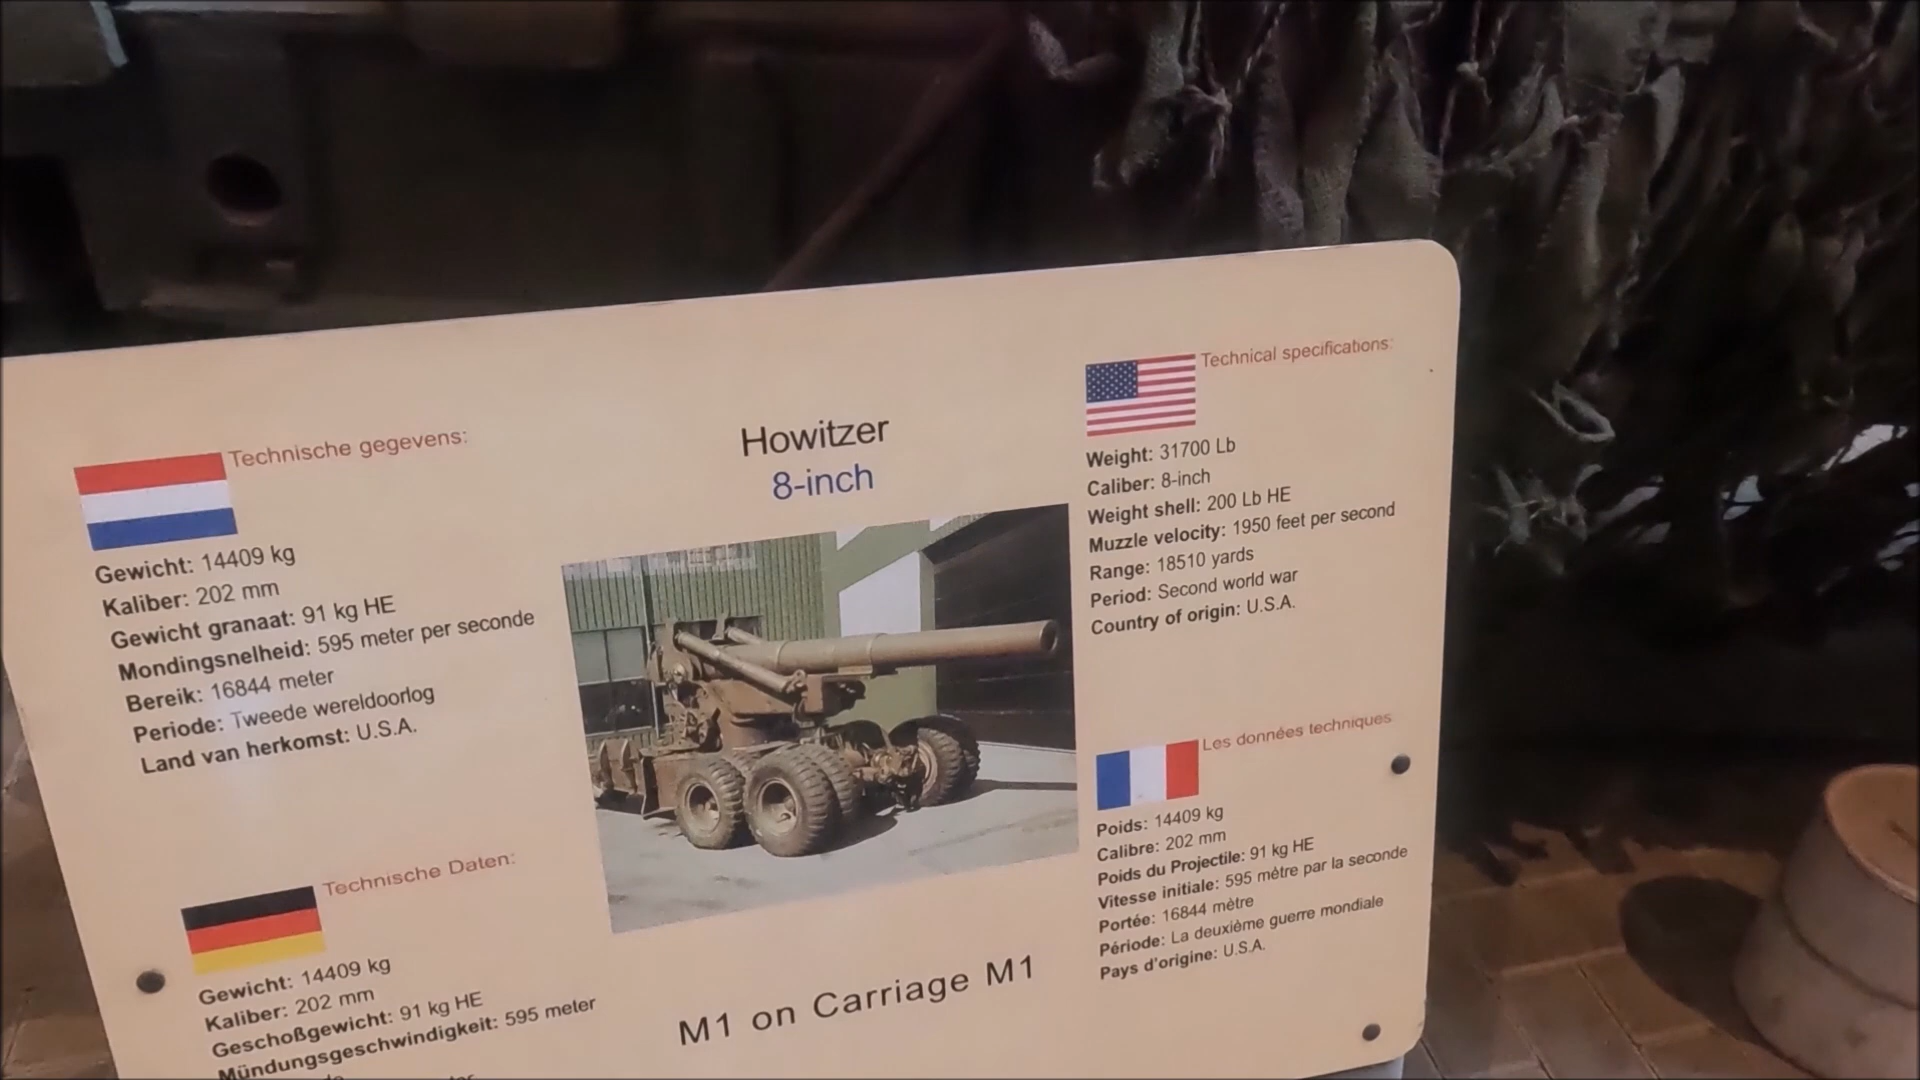 Technische gegevens:
Gewicht: 14409 kg
Kaliber: 202 mm
Gewicht granaat: 91 kg HE
Mondingsnelheid: 595 meter per seconde
Bereik: 16844 meter
Periode: Tweede wereldoorlog
Land van herkomst: U.S.A.
Technische Daten:
Gewicht: 14409 kg
Kaliber: 202 mm
Geschoßgewicht: 91 kg HE
Mündungsgeschwindigkeit: 595 meter
Howitzer
8-inch
M1 on Carriage M1
Technical specifications:
Weight: 31700 Lb
Caliber: 8-inch
Weight shell: 200 Lb HE
Muzzle velocity: 1950 feet per second
Range: 18510 yards
Period: Second world war
Country of origin: U.S.A.
Les données techniques
Poids: 14409 kg
Calibre: 202 mm
Poids du Projectile: 91 kg HE
Vitesse initiale: 595 mètre par la seconde
Portée: 16844 mètre
Période: La deuxième guerre mondiale
Pays d'origine: U.S.A.